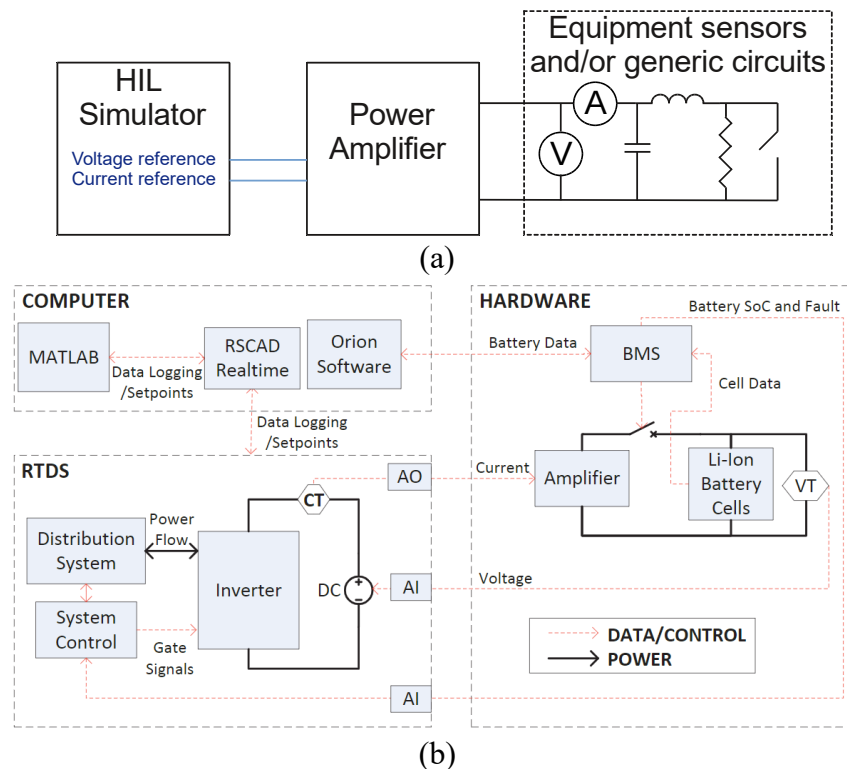 Equipment sensors
and/or generic circuits
HIL
Simulator
Voltage reference
Current reference
Power
Amplifier
A
V
(a)
COMPUTER
MATLAB
Data Logging
/Setpoints
RSCAD
Realtime
Orion
Software
Data Logging
/Setpoints
HARDWARE
Battery SoC and Fault
Battery Data
BMS
Cell Data
Current
Amplifier
Li-Ion
Battery
Cells
VT
Voltage
RTDS
AO
CT
Power
Flow
Distribution
System
Inverter
DC
AI
System
Control
Gate
Signals
AI
DATA/CONTROL
POWER
(b)